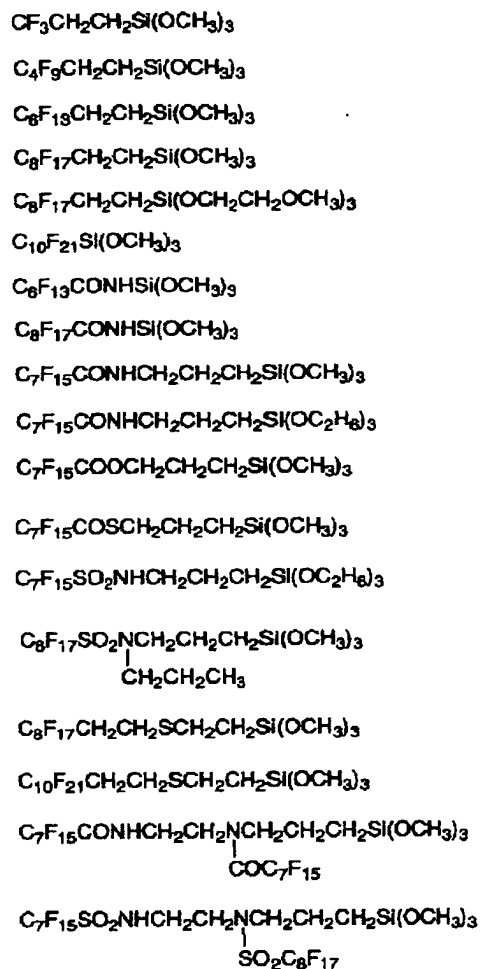 CF₃CH₂CH₂Si(OCH₃)₃
C₄F₉CH₂CH₂Si(OCH₃)₃
C₆F₁₃CH₂CH₂Si(OCH₃)₃
C₈F₁₇CH₂CH₂Si(OCH₃)₃
C₈F₁₇CH₂CH₂Si(OCH₂CH₂OCH₃)₃
C₁₀F₂₁Si(OCH₃)₃
C₆F₁₃CONHSi(OCH₃)₃
C₈F₁₇CONHSi(OCH₃)₃
C₇F₁₅CONHCH₂CH₂CH₂Si(OCH₃)₃
C₇F₁₅CONHCH₂CH₂CH₂Si(OC₂H₅)₃
C₇F₁₅COOCH₂CH₂CH₂Si(OCH₃)₃
C₇F₁₅COSCH₂CH₂CH₂Si(OCH₃)₃
C₇F₁₅SO₂NHCH₂CH₂CH₂Si(OC₂H₅)₃
C₈F₁₇SO₂NCH₂CH₂CH₂Si(OCH₃)₃
CH₂CH₂CH₃
C₈F₁₇CH₂CH₂SCH₂CH₂Si(OCH₃)₃
C₁₀F₂₁CH₂CH₂SCH₂CH₂Si(OCH₃)₃
C₇F₁₅CONHCH₂CH₂NCH₂CH₂CH₂Si(OCH₃)₃
COC₇F₁₅
C₇F₁₅SO₂NHCH₂CH₂NCH₂CH₂CH₂Si(OCH₃)₃
SO₂C₈F₁₇